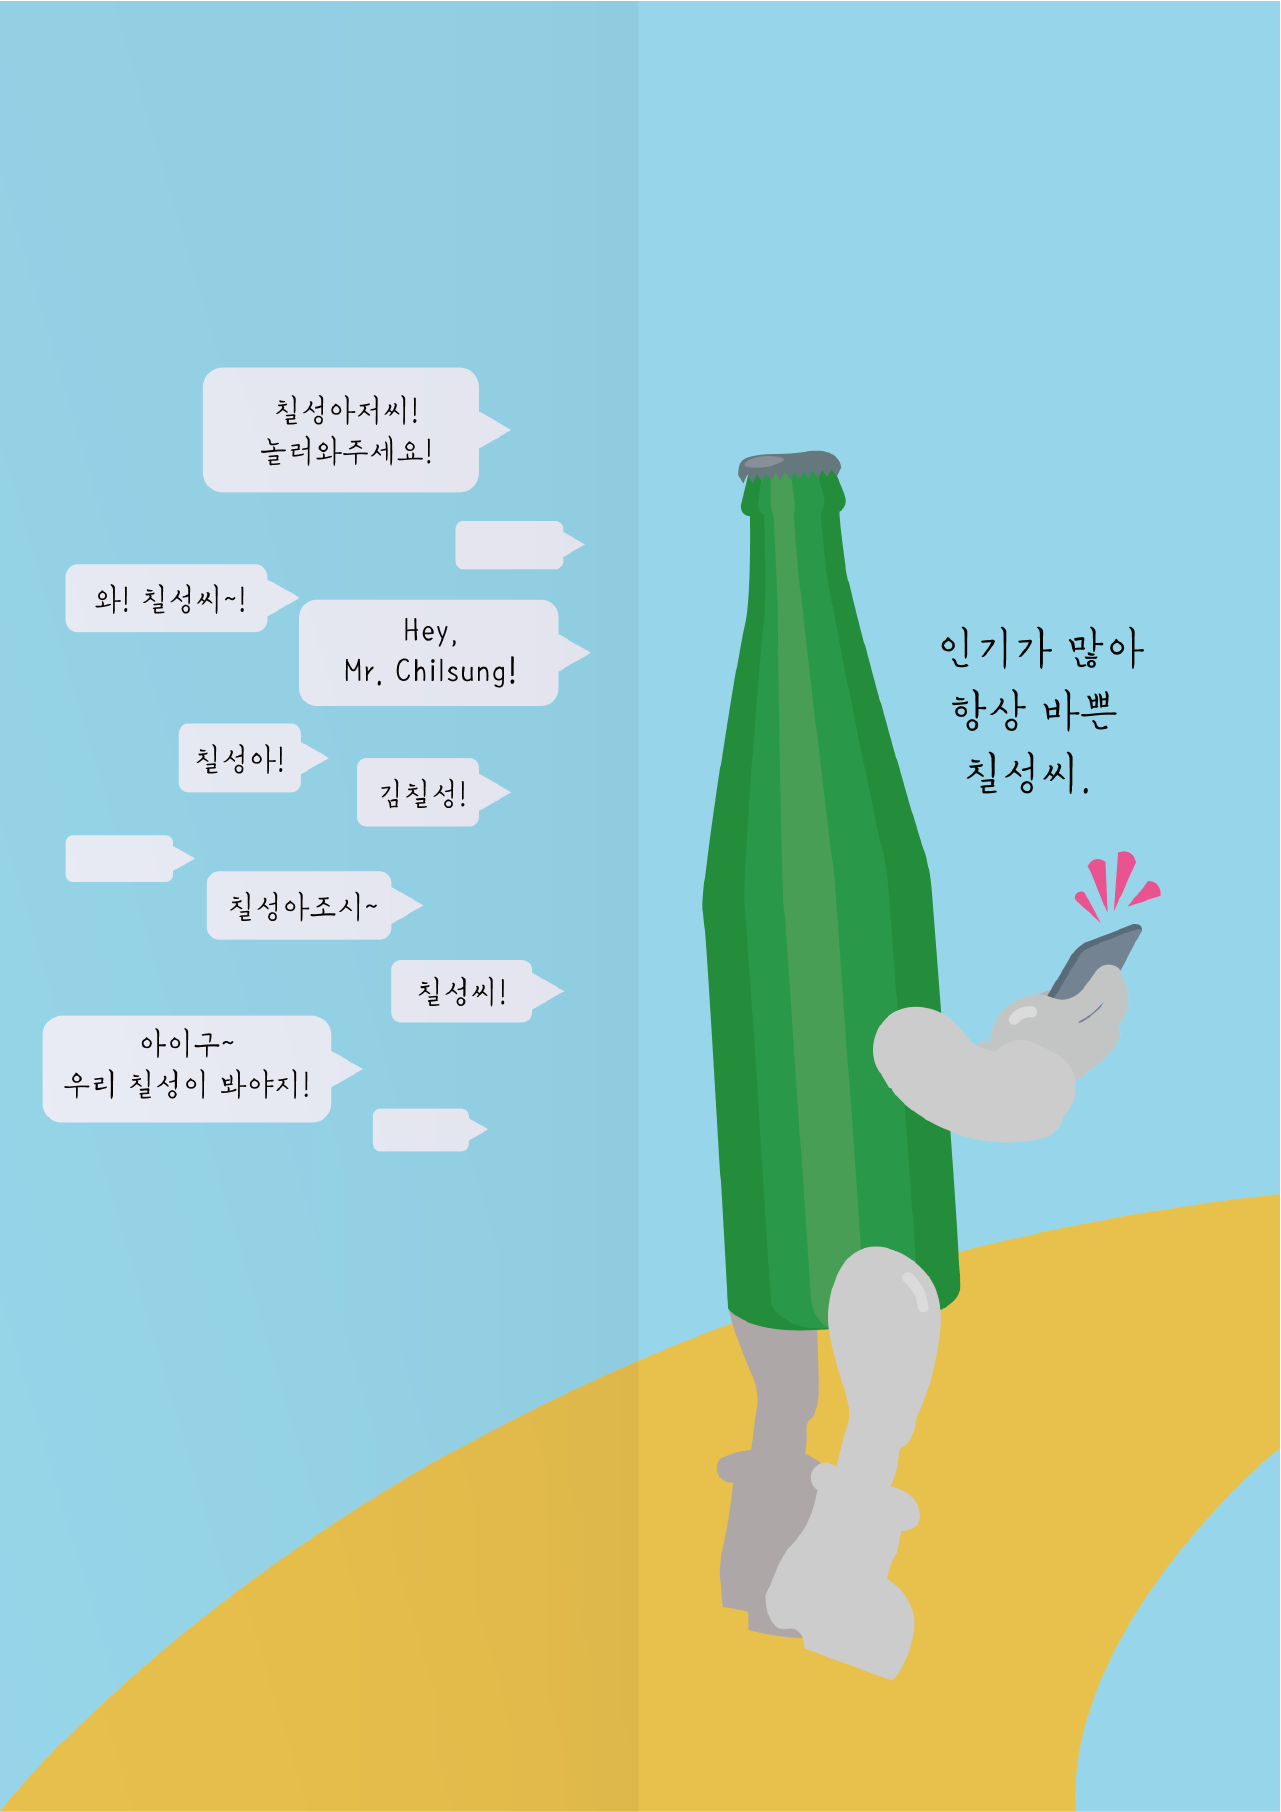 칠성아저씨!
놀러와주세요!
와! 칠성씨~!
Hey,
Mr. Chilsung!
칠성아!
김칠성!
칠성아조시~
칠성씨!
아이구~
우리 칠성이 봐야지!
인기가 많아
항상 바쁜
칠성씨.